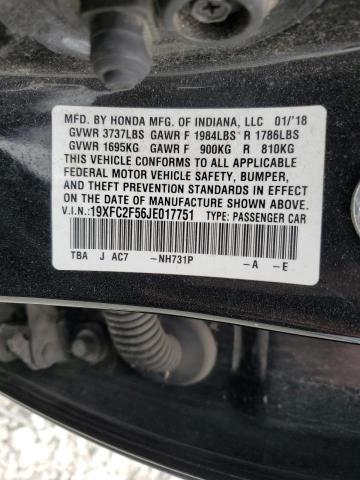 MFD. BY HONDA MFG. OF INDIANA, LLC 01/'18
GVWR 3737LBS GAWR F 1984LBS R 1786LBS
GVWR 1695KG GAWR F 900KG R 810KG
THIS VEHICLE CONFORMS TO ALL APPLICABLE
FEDERAL MOTOR VEHICLE SAFETY, BUMPER,
AND THEFT PREVENTION STANDARDS IN
EFFECT ON THE DATE OF MANUFACTURE SHOWN ABOVE.
V.I.N.: 19XFC2F56JE017751 TYPE: PASSENGER CAR
TBA J AC7 -NH731P -A -E